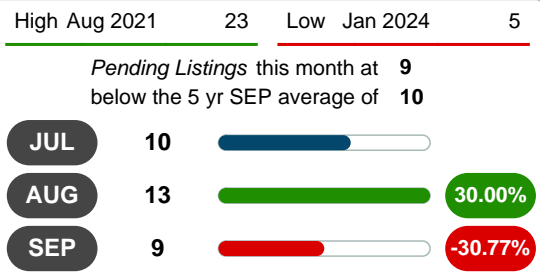 High Aug 2021 23 Low Jan 2024 5
Pending Listings this month at 9
below the 5 yr SEP average of 10
JUL 10
AUG 13 30.00%
SEP 9 -30.77%